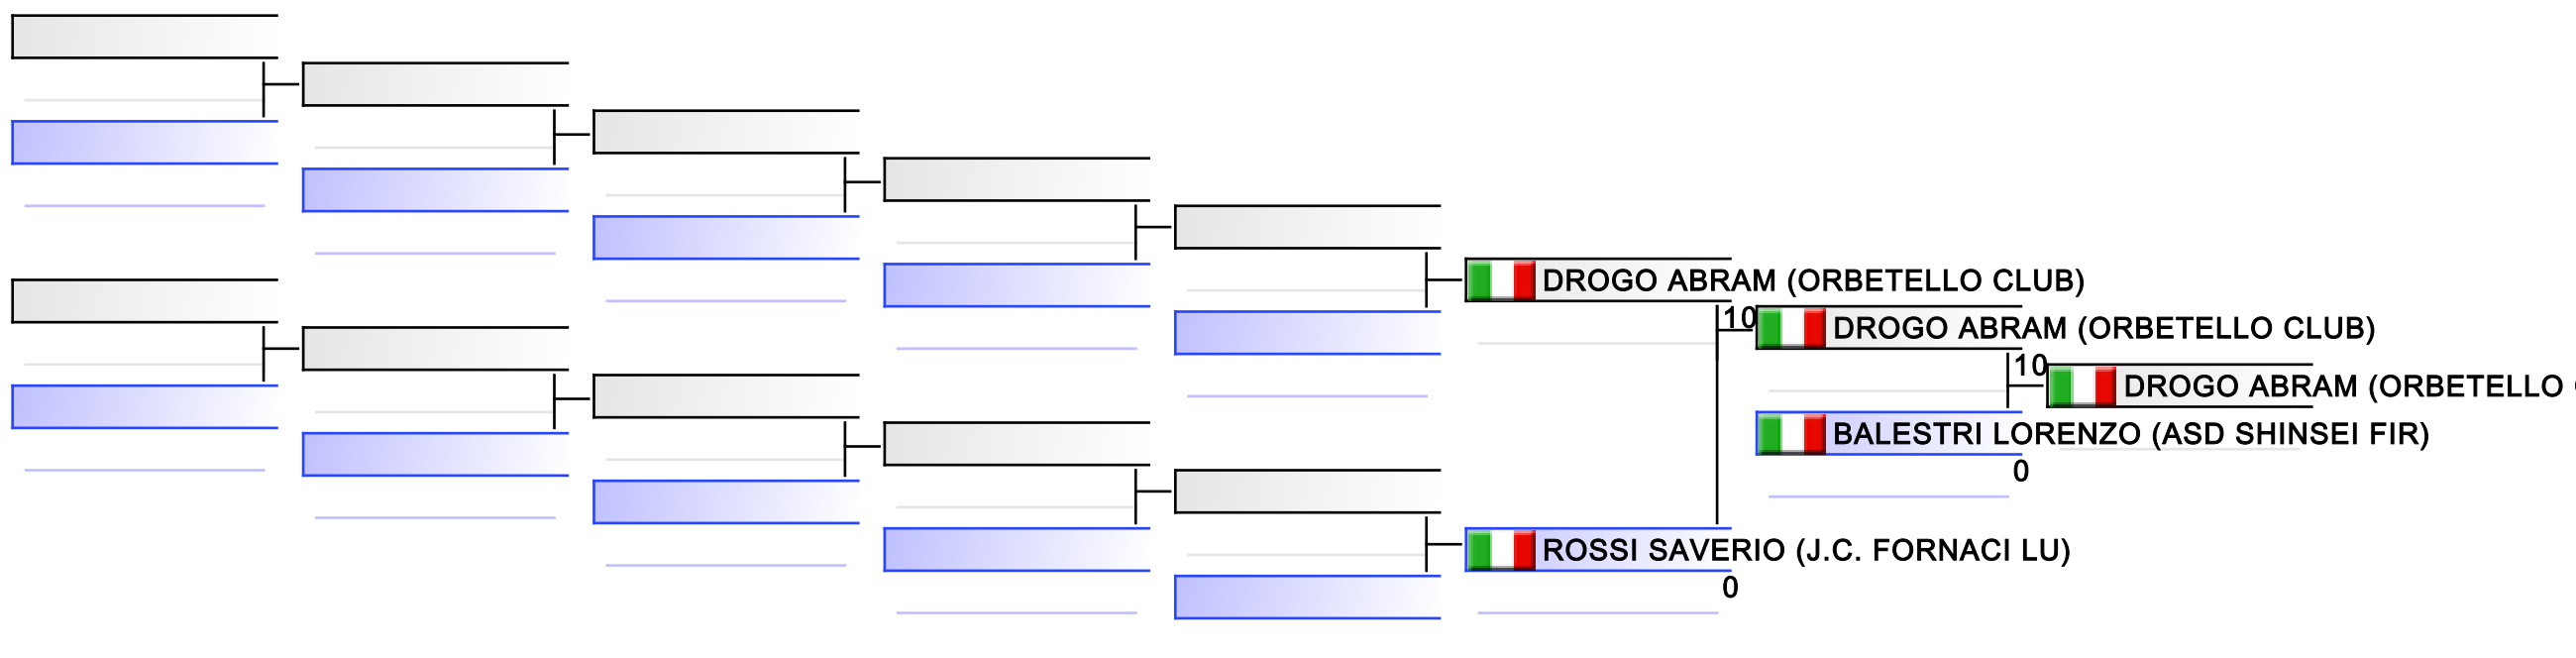 DROGO ABRAM (ORBETELLO CLUB)
10
DROGO ABRAM (ORBETELLO CLUB)
10
DROGO ABRAM (ORBETELLO
BALESTRI LORENZO (ASD SHINSEI FIR)
0
ROSSI SAVERIO (J.C. FORNACI LU)
0